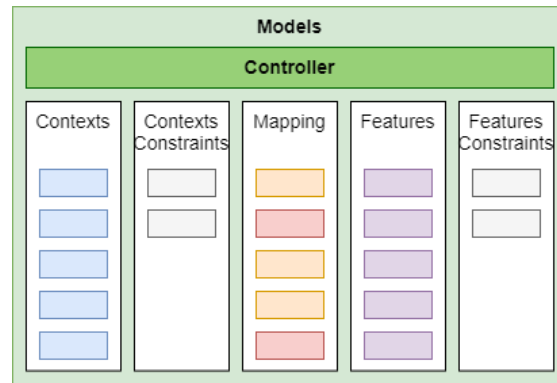 Models
Controller
Contexts
Contexts
Constraints
Mapping
Features
Features
Constraints